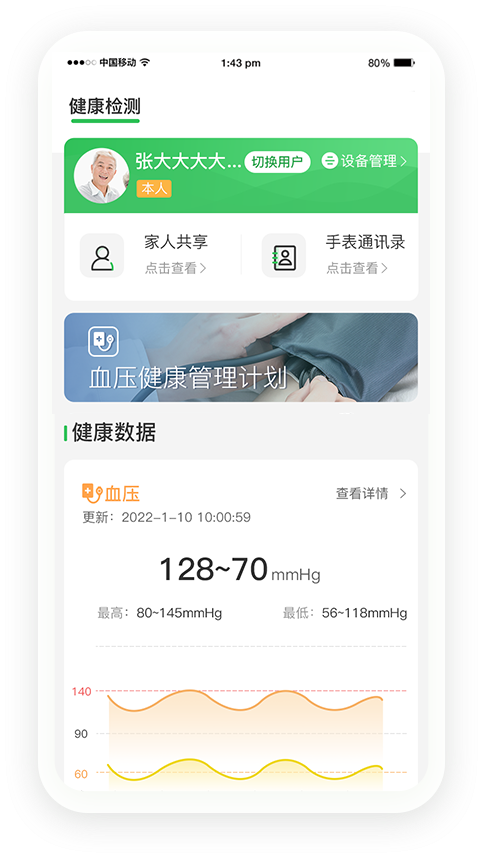 中国移动 1:43 pm 80%
健康检测
张大大大大... 切换用户 设备管理
本人
家人共享 手表通讯录
点击查看 点击查看
血压健康管理计划
健康数据
血压 查看详情
更新：2022-1-10 10:00:59
128~70 mmHg
最高：80~145mmHg 最低：56~118mmHg
140
90
60